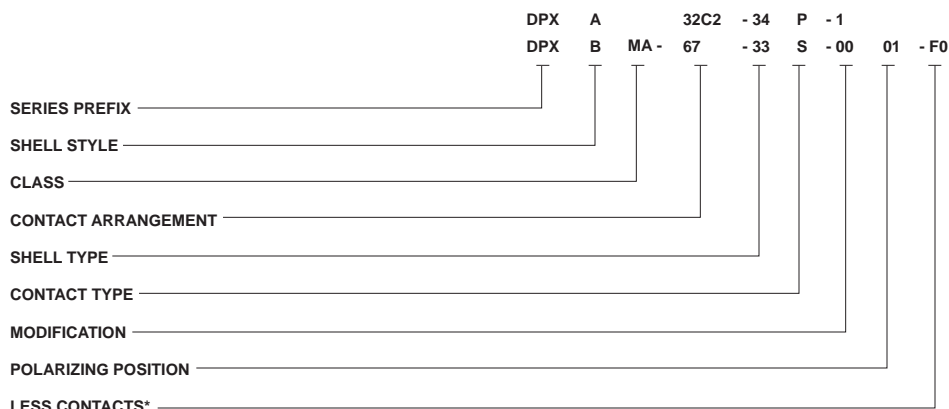 DPX A 32C2 - 34 P - 1
DPX B MA - 67 - 33 S - 00 01 - F0
SERIES PREFIX
SHELL STYLE
CLASS
CONTACT ARRANGEMENT
SHELL TYPE
CONTACT TYPE
MODIFICATION
POLARIZING POSITION
LESS CONTACTS*